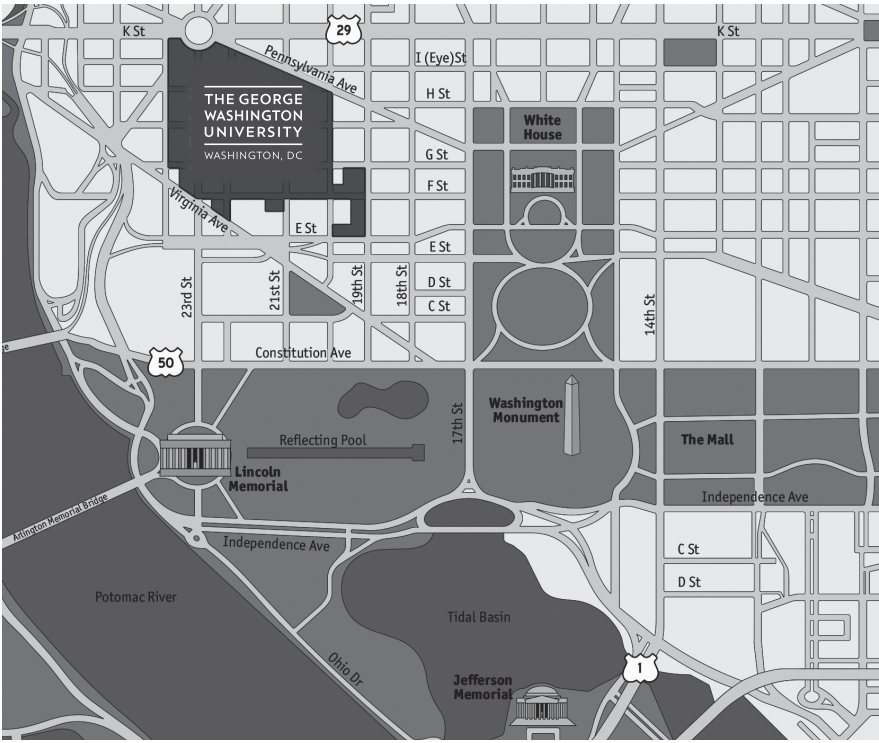 K St
29
K St
Pennsylvania Ave
I (Eye)St
H St
THE GEORGE
WASHINGTON
UNIVERSITY
WASHINGTON, DC
White
House
G St
F St
Virginia Ave
E St
E St
23rd St
21st St
19th St
18th St
D St
C St
14th St
50
Constitution Ave
17th St
Washington
Monument
Reflecting Pool
The Mall
Lincoln
Memorial
Arlington Memorial Bridge
Independence Ave
Independence Ave
C St
D St
Potomac River
Tidal Basin
Ohio Dr
1
Jefferson
Memorial